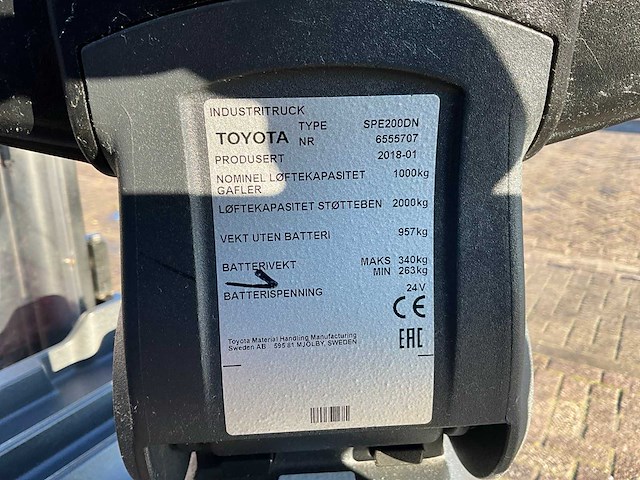 INDUSTRITRUCK
TOYOTA TYPE SPE200DN
NR 6555707
PRODUSERT 2018-01
NOMINEL LØFTEKAPASITET 1000kg
GAFLER
LØFTEKAPASITET STØTTEBEN 2000kg
VEKT UTEN BATTERI 957kg
BATTERIVEKT MAKS 340kg
MIN 263kg
BATTERISPENNING 24V
CE
Toyota Material Handling Manufacturing
Sweden AB 595 81 MJÖLBY, SWEDEN
EAC